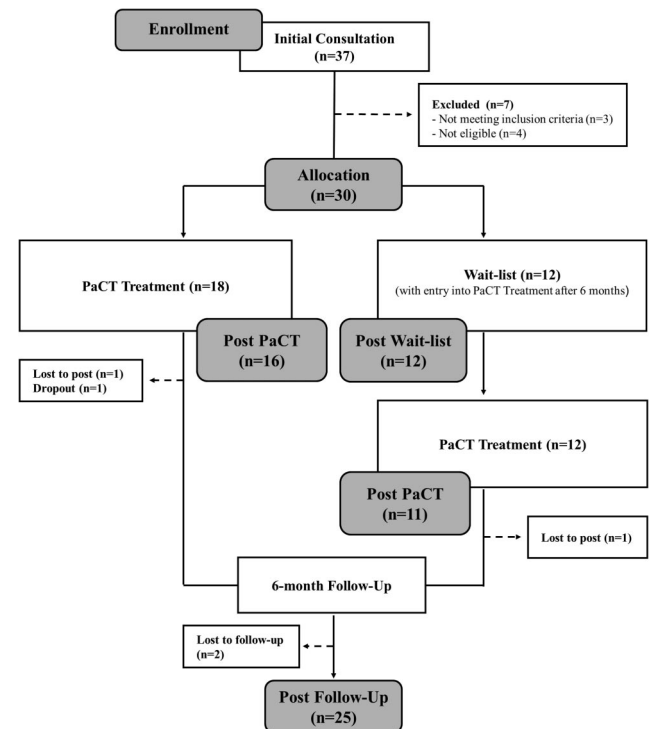 Enrollment
Initial Consultation
(n=37)
Excluded (n=7)
- Not meeting inclusion criteria (n=3)
- Not eligible (n=4)
Allocation
(n=30)
PaCT Treatment (n=18)
Wait-list (n=12)
(with entry into PaCT Treatment after 6 months)
Post PaCT
(n=16)
Post Wait-list
(n=12)
Lost to post (n=1)
Dropout (n=1)
PaCT Treatment (n=12)
Post PaCT
(n=11)
Lost to post (n=1)
6-month Follow-Up
Lost to follow-up
(n=2)
Post Follow-Up
(n=25)